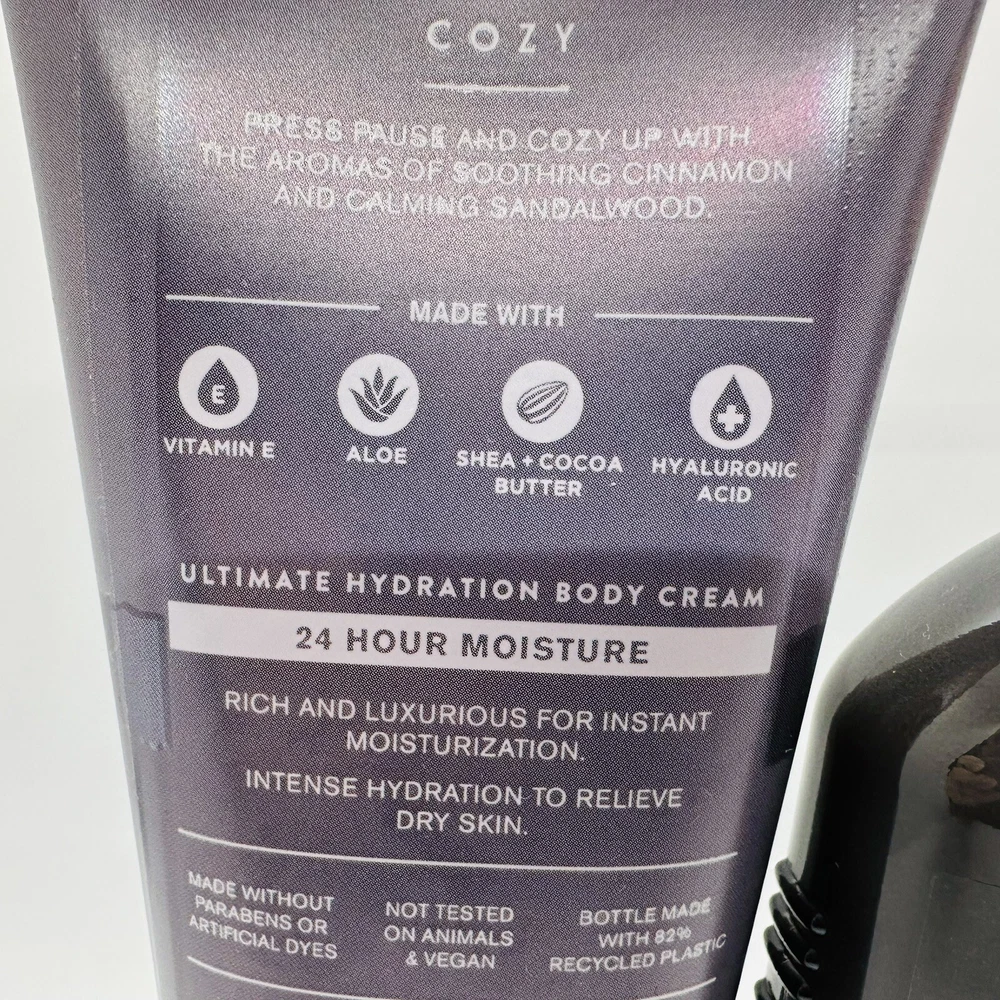 COZY
PRESS PAUSE AND COZY UP WITH
THE AROMAS OF SOOTHING CINNAMON
AND CALMING SANDALWOOD.
MADE WITH
E
VITAMIN E
ALOE
SHEA + COCOA
BUTTER
HYALURONIC
ACID
ULTIMATE HYDRATION BODY CREAM
24 HOUR MOISTURE
RICH AND LUXURIOUS FOR INSTANT
MOISTURIZATION.
INTENSE HYDRATION TO RELIEVE
DRY SKIN.
MADE WITHOUT
PARABENS OR
ARTIFICIAL DYES
NOT TESTED
ON ANIMALS
& VEGAN
BOTTLE MADE
WITH 82%
RECYCLED PLASTIC